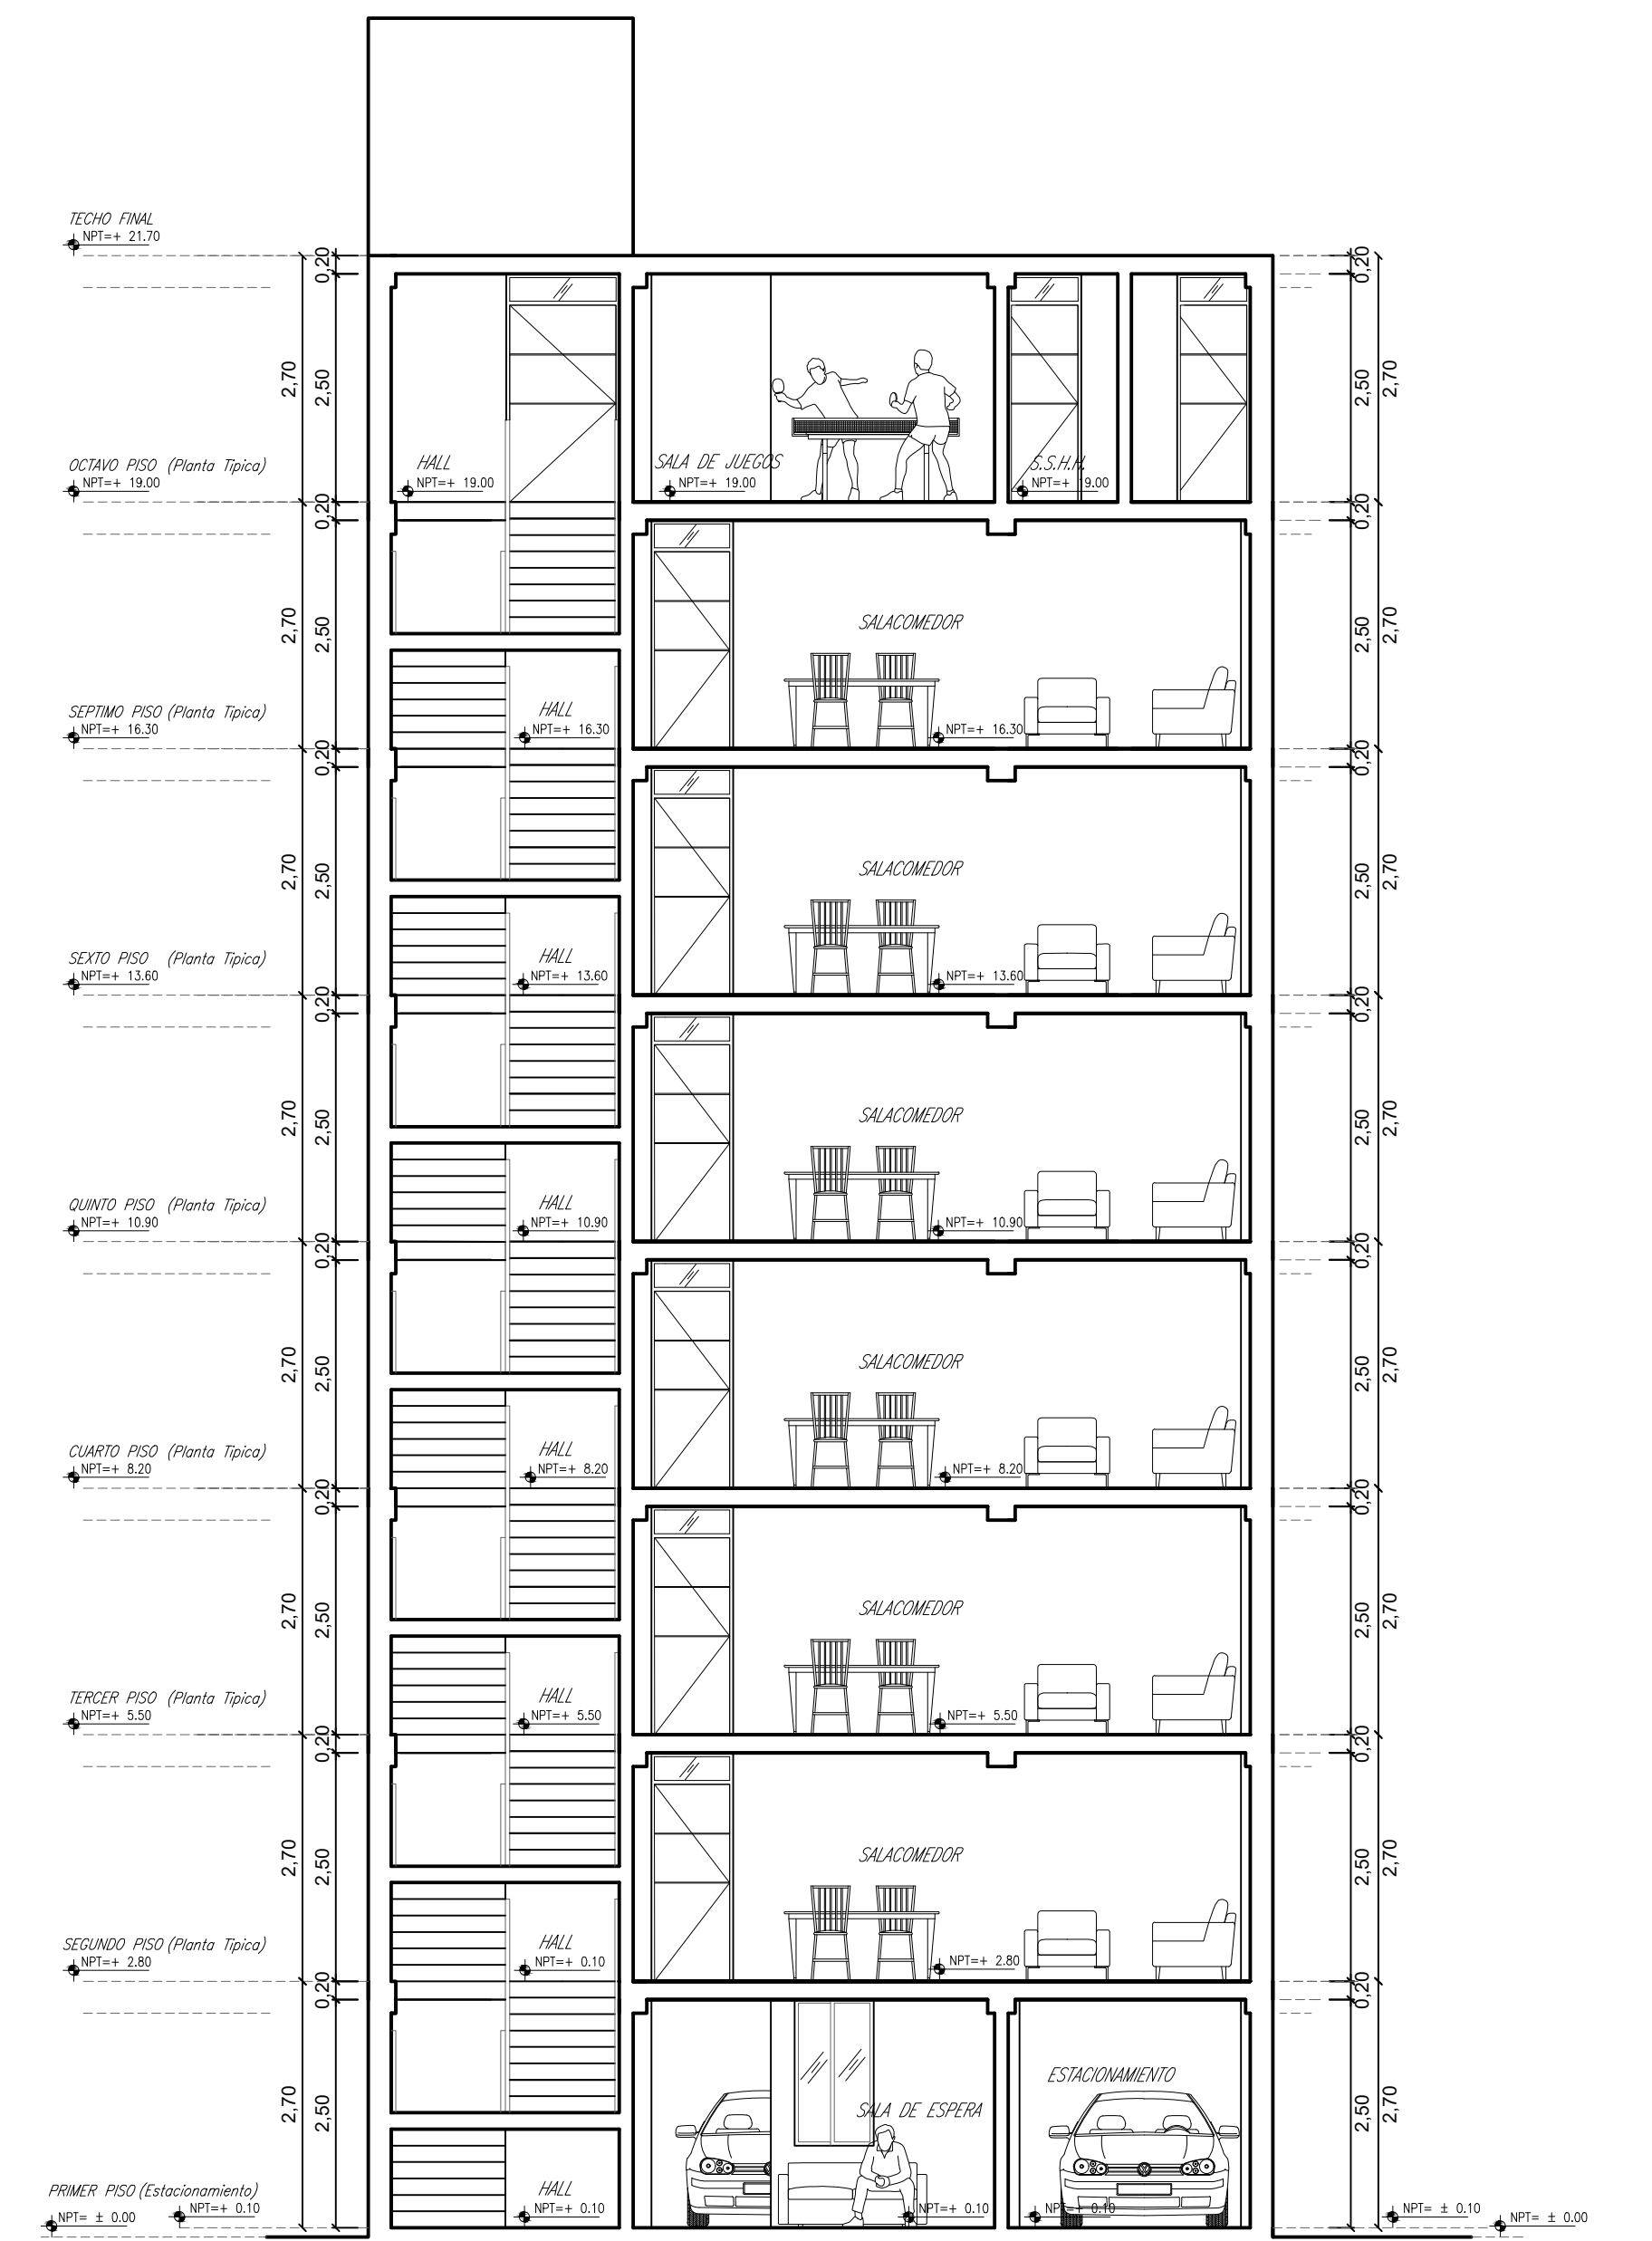 TECHO FINAL
NPT=+ 21.70
0,20
0,20
2,70
2,50
2,50
2,70
OCTAVO PISO (Planta Tipica)
NPT=+ 19.00
HALL
NPT=+ 19.00
SALA DE JUEGOS
NPT=+ 19.00
S.S.H.H.
NPT=+ 19.00
0,20
0,20
2,70
2,50
SALACOMEDOR
2,50
2,70
SEPTIMO PISO (Planta Tipica)
NPT=+ 16.30
HALL
NPT=+ 16.30
NPT=+ 16.30
0,20
0,20
2,70
2,50
SALACOMEDOR
2,50
2,70
SEXTO PISO (Planta Tipica)
NPT=+ 13.60
HALL
NPT=+ 13.60
NPT=+ 13.60
0,20
0,20
2,70
2,50
SALACOMEDOR
2,50
2,70
QUINTO PISO (Planta Tipica)
NPT=+ 10.90
HALL
NPT=+ 10.90
NPT=+ 10.90
0,20
0,20
2,70
2,50
SALACOMEDOR
2,50
2,70
CUARTO PISO (Planta Tipica)
NPT=+ 8.20
HALL
NPT=+ 8.20
NPT=+ 8.20
0,20
0,20
2,70
2,50
SALACOMEDOR
2,50
2,70
TERCER PISO (Planta Tipica)
NPT=+ 5.50
HALL
NPT=+ 5.50
NPT=+ 5.50
0,20
0,20
2,70
2,50
SALACOMEDOR
2,50
2,70
SEGUNDO PISO (Planta Tipica)
NPT=+ 2.80
HALL
NPT=+ 0.10
NPT=+ 2.80
0,20
0,20
2,70
2,50
ESTACIONAMIENTO
SALA DE ESPERA
2,50
2,70
PRIMER PISO (Estacionamiento)
NPT= ± 0.00
NPT=+ 0.10
HALL
NPT=+ 0.10
NPT=+ 0.10
NPT=+ 0.10
NPT= ± 0.10
NPT= ± 0.00